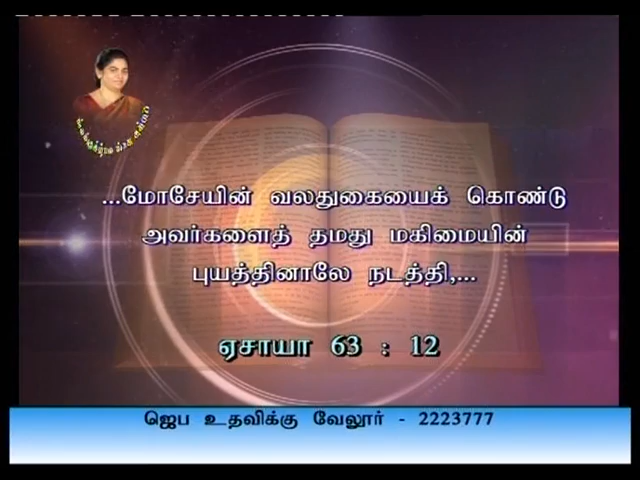 ...மோசேயின் வலதுகையைக் கொண்டு
அவர்களைத் தமது மகிமையின்
புயத்தினாலே நடத்தி,...
ஏசாயா 63 : 12
ஜெப உதவிக்கு வேலூர் - 2223777